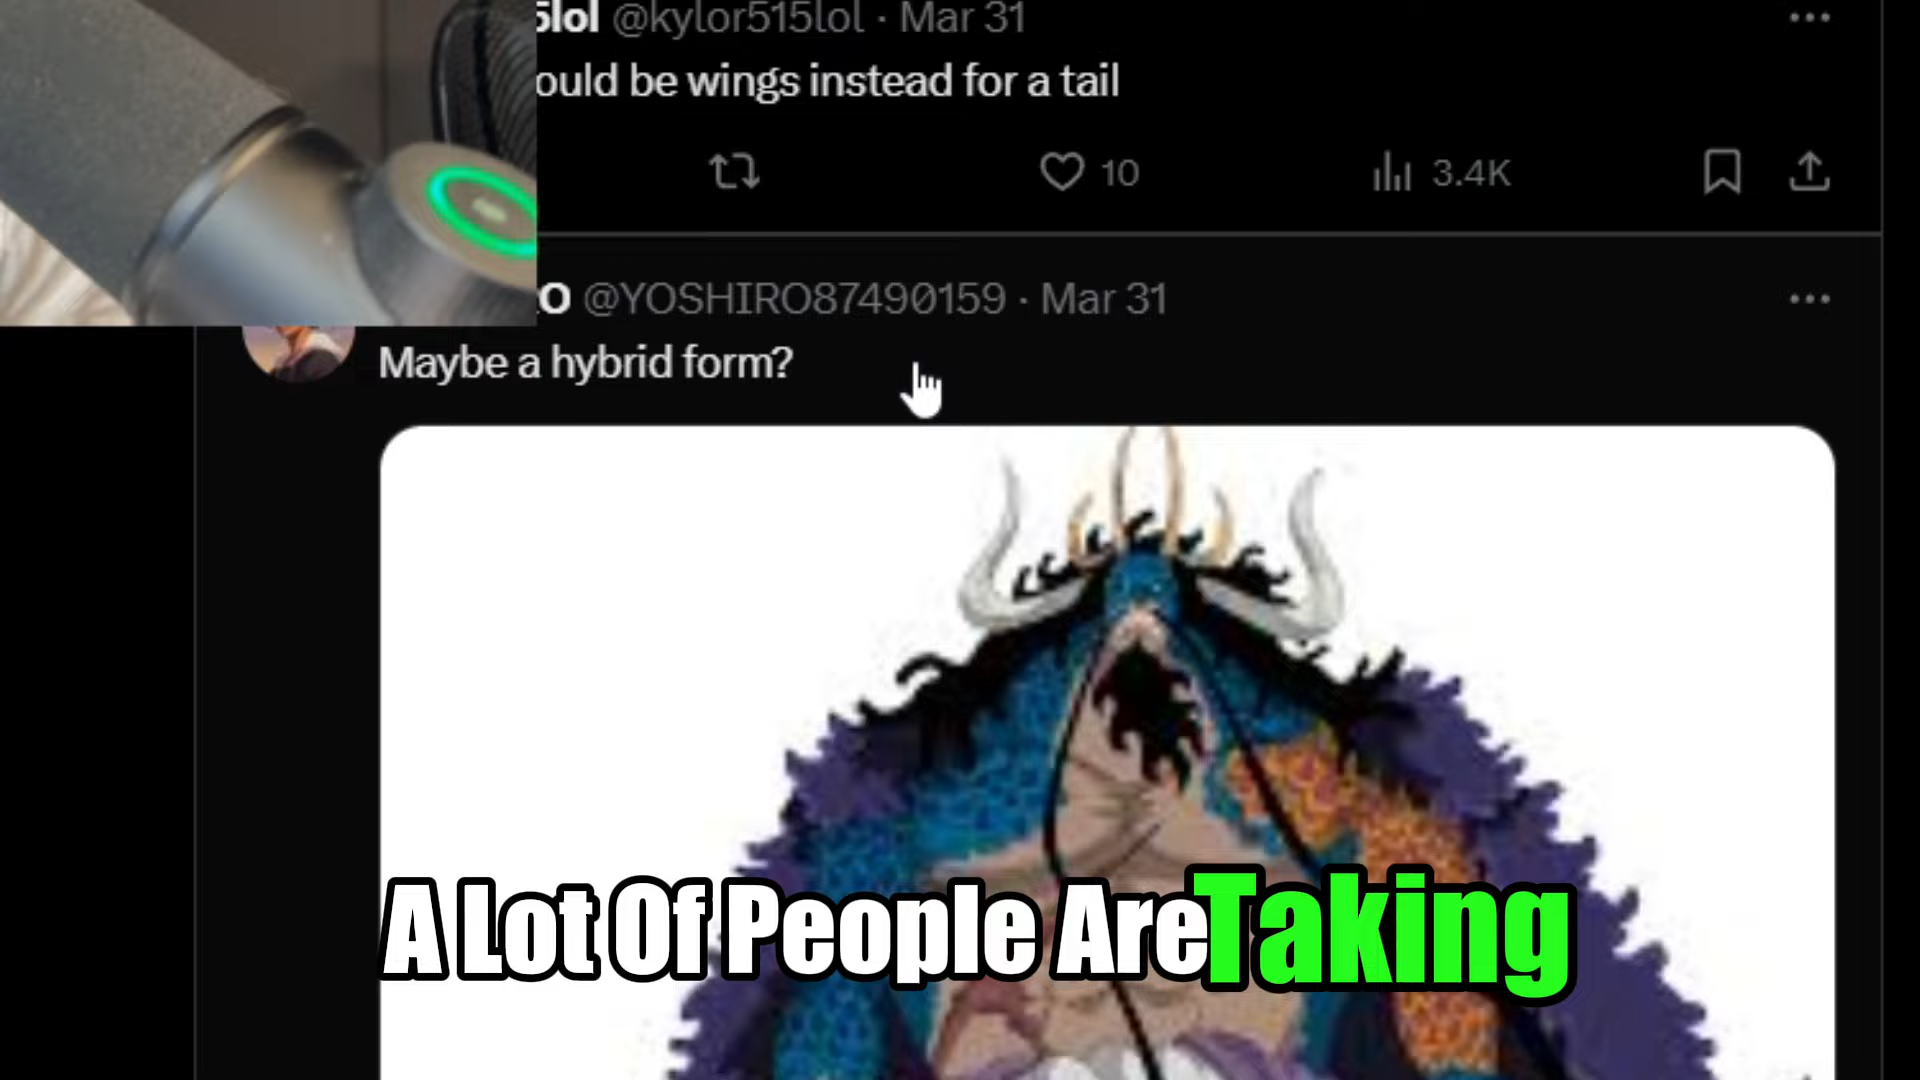 5lol @kylor515lol · Mar 31
ould be wings instead for a tail
10
3.4K
O @YOSHIRO87490159 · Mar 31
Maybe a hybrid form?
A Lot Of People Are Taking